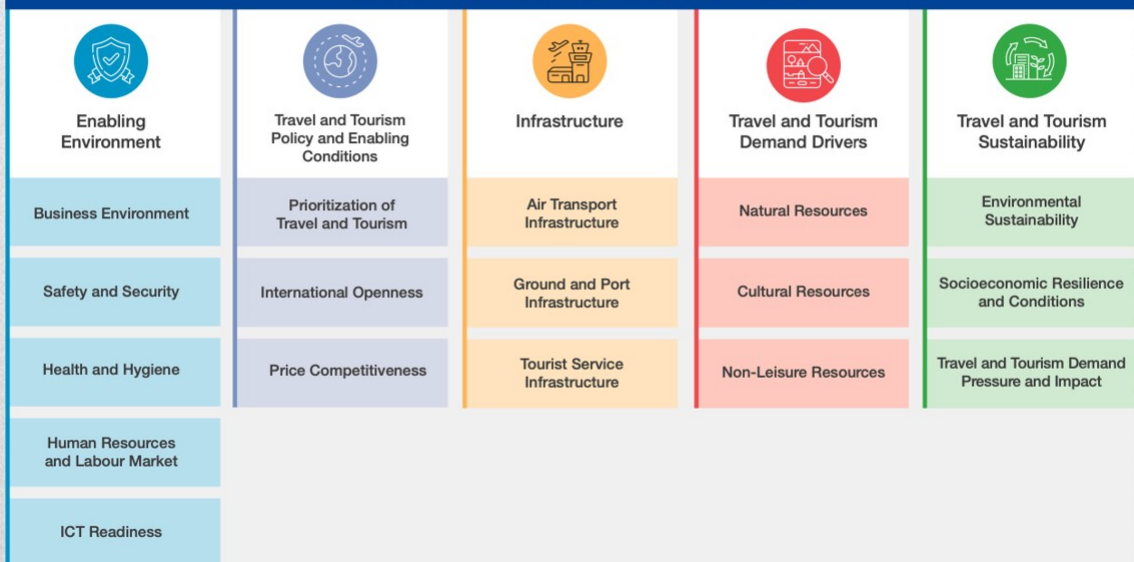 Enabling
Environment
Business Environment
Safety and Security
Health and Hygiene
Human Resources
and Labour Market
ICT Readiness
Travel and Tourism
Policy and Enabling
Conditions
Prioritization of
Travel and Tourism
International Openness
Price Competitiveness
Infrastructure
Air Transport
Infrastructure
Ground and Port
Infrastructure
Tourist Service
Infrastructure
Travel and Tourism
Demand Drivers
Natural Resources
Cultural Resources
Non-Leisure Resources
Travel and Tourism
Sustainability
Environmental
Sustainability
Socioeconomic Resilience
and Conditions
Travel and Tourism Demand
Pressure and Impact